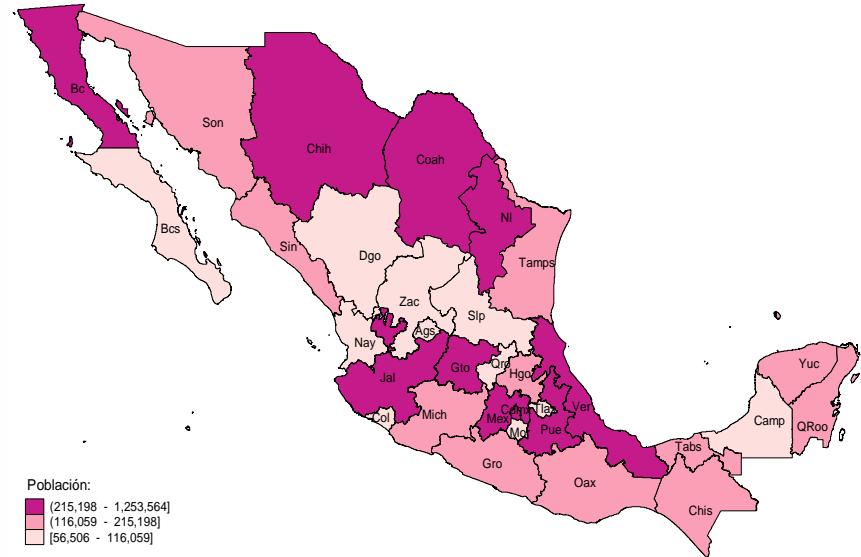 Bc
Son
Chih
Coah
Nl
Bcs
Sin
Dgo
Tamps
Zac
Slp
Nay
Ags
Jal
Gto
Qro
Hgo
Yuc
Col
Mich
Mex
Cdmx
Tlax
Mor
Pue
Ver
Camp
QRoo
Gro
Oax
Tabs
Chis
Población:
(215,198 - 1,253,564]
(116,059 - 215,198]
[56,506 - 116,059]